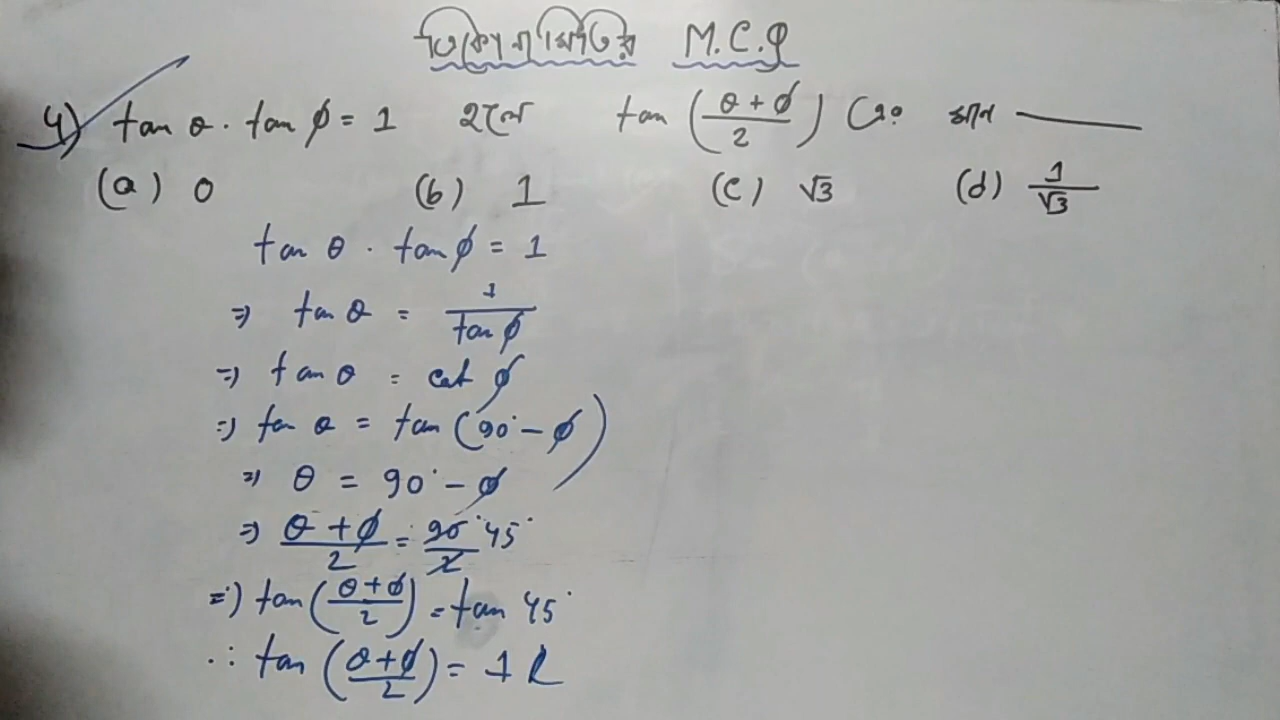 ত্রিকোণমিতির M.C.Q
4) tan θ . tan ϕ = 1 হলে tan (θ + ϕ / 2) এর মান ———
(a) 0 (b) 1 (c) √3 (d) 1/√3
tan θ . tan ϕ = 1
⇒ tan θ = 1/tan ϕ
⇒ tan θ = cot ϕ
⇒ tan θ = tan (90° - ϕ)
⇒ θ = 90° - ϕ
⇒ θ + ϕ / 2 = 90° / 2 45°
⇒ tan (θ + ϕ / 2) = tan 45°
∴ tan (θ + ϕ / 2) = 1